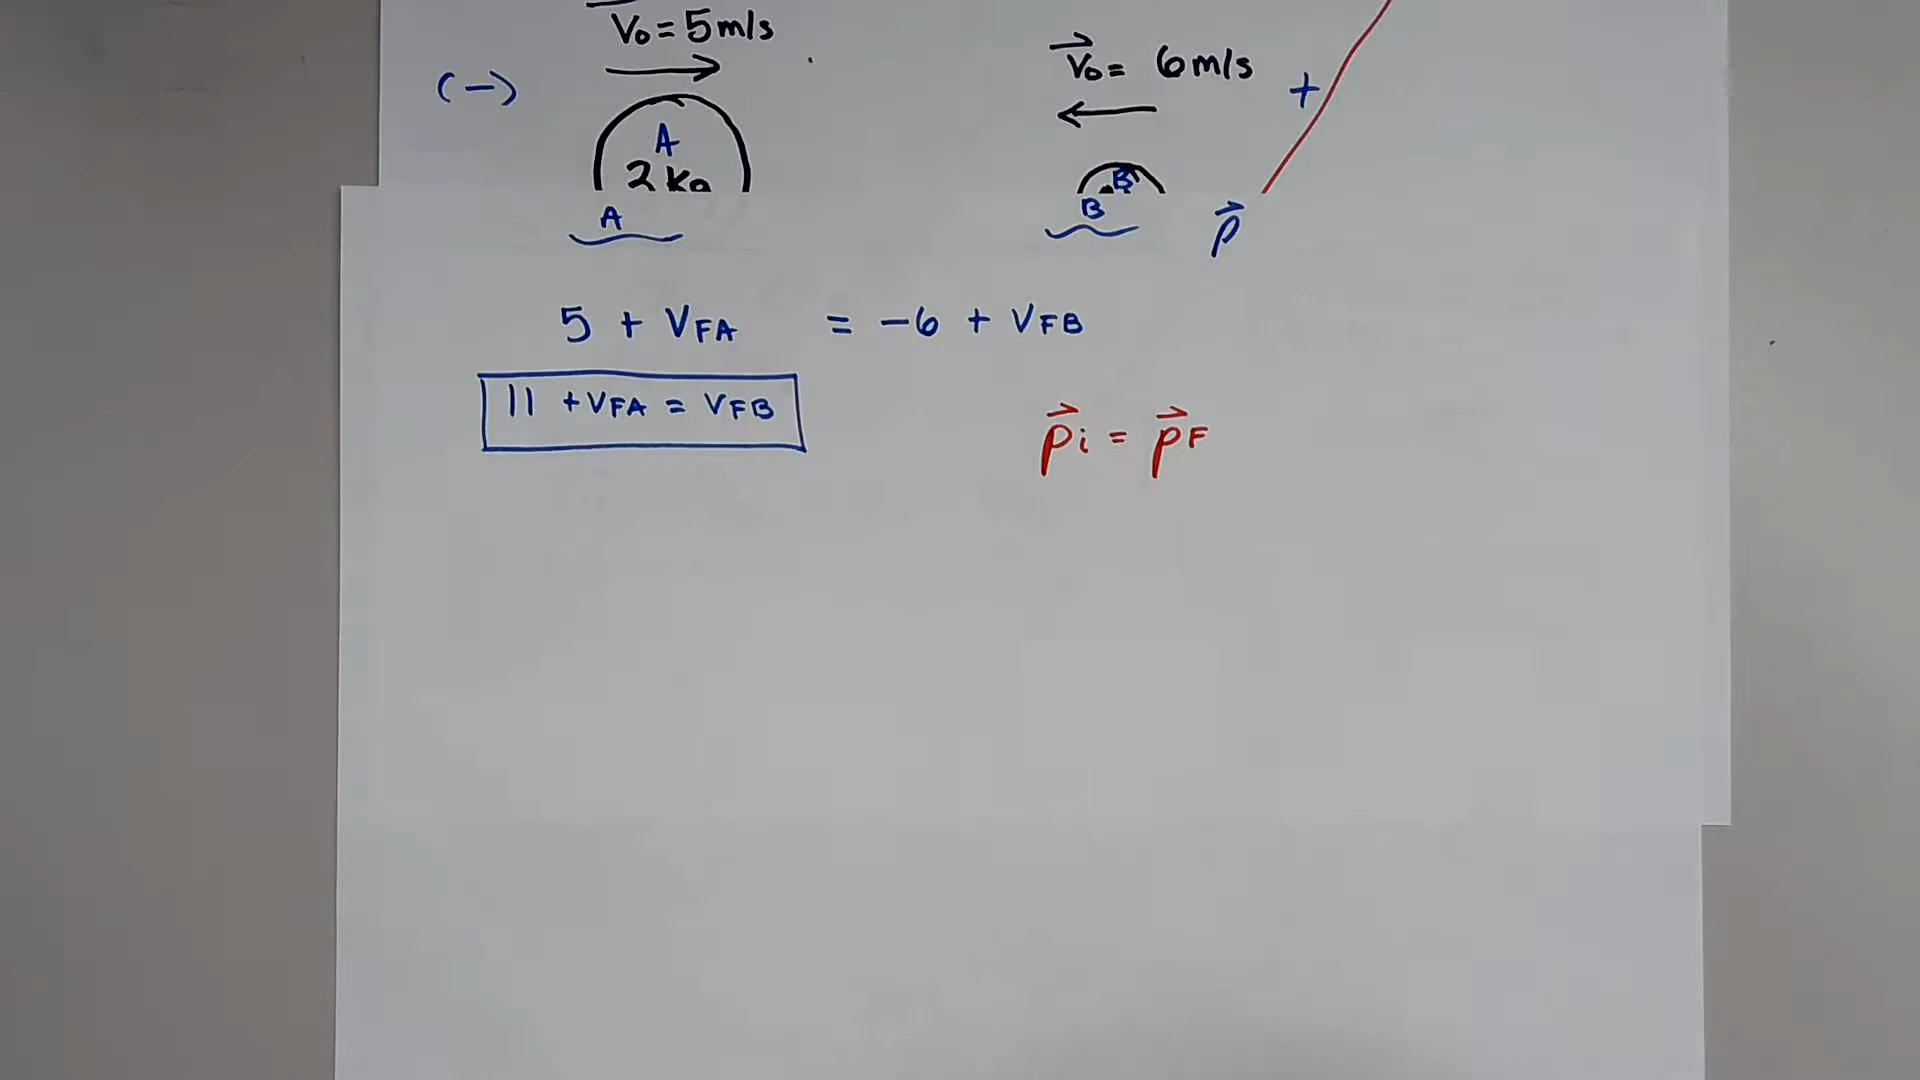 V₀ = 5 m/s
V₀ = 6 m/s
(−)
+
A
B
2 kg
A
B
p
5 + VFA = -6 + VFB
11 + VFA = VFB
pi = pF